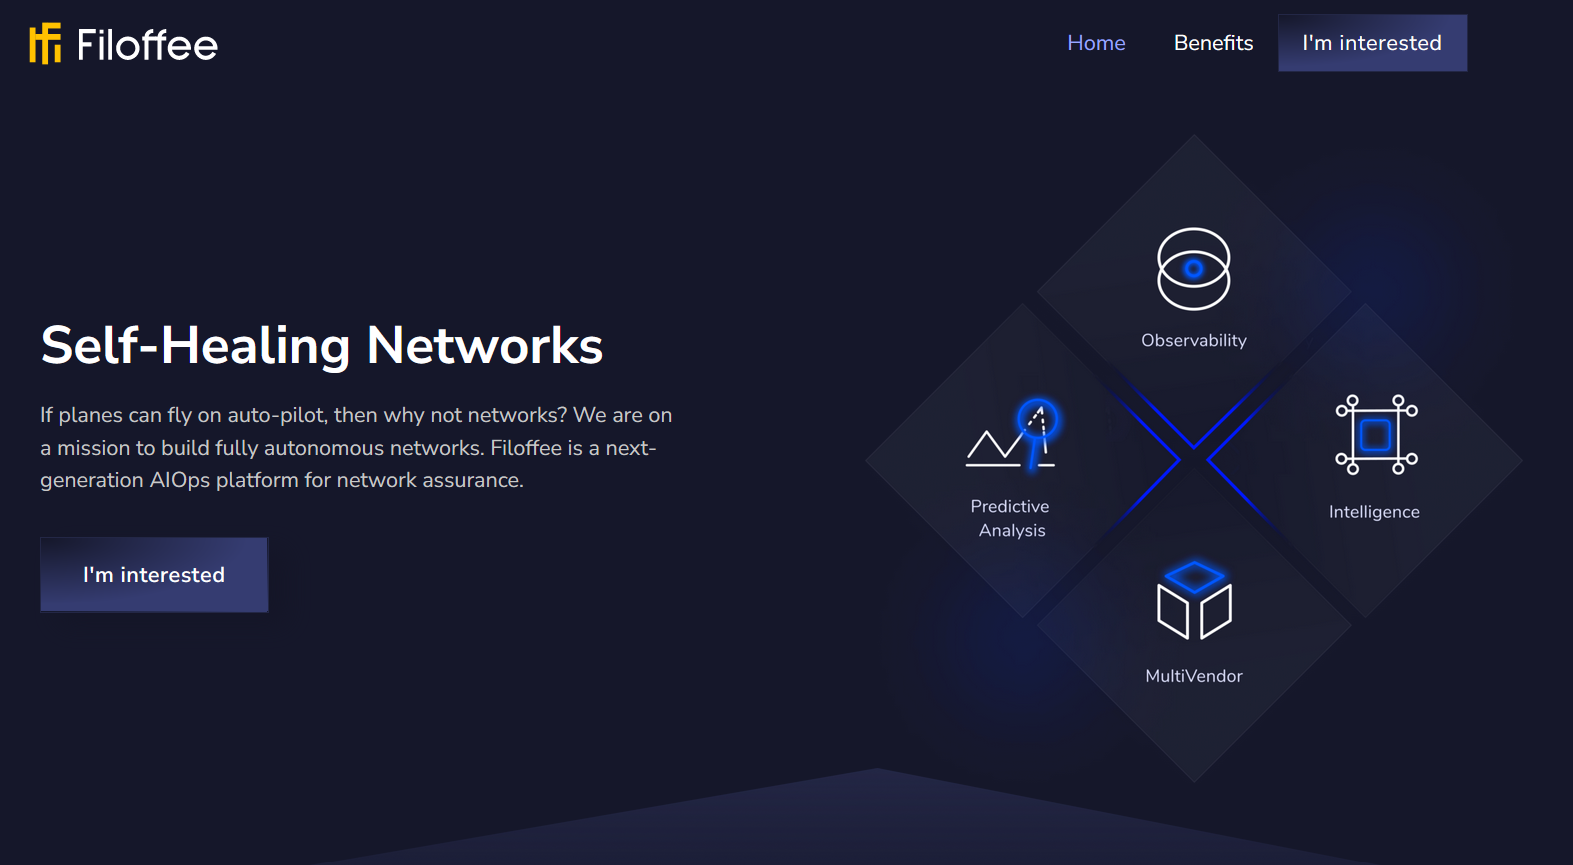 Filoffee
Home
Benefits
I'm interested
Self-Healing Networks
If planes can fly on auto-pilot, then why not networks? We are on
a mission to build fully autonomous networks. Filoffee is a next-
generation AIOps platform for network assurance.
I'm interested
Observability
Predictive
Analysis
Intelligence
MultiVendor